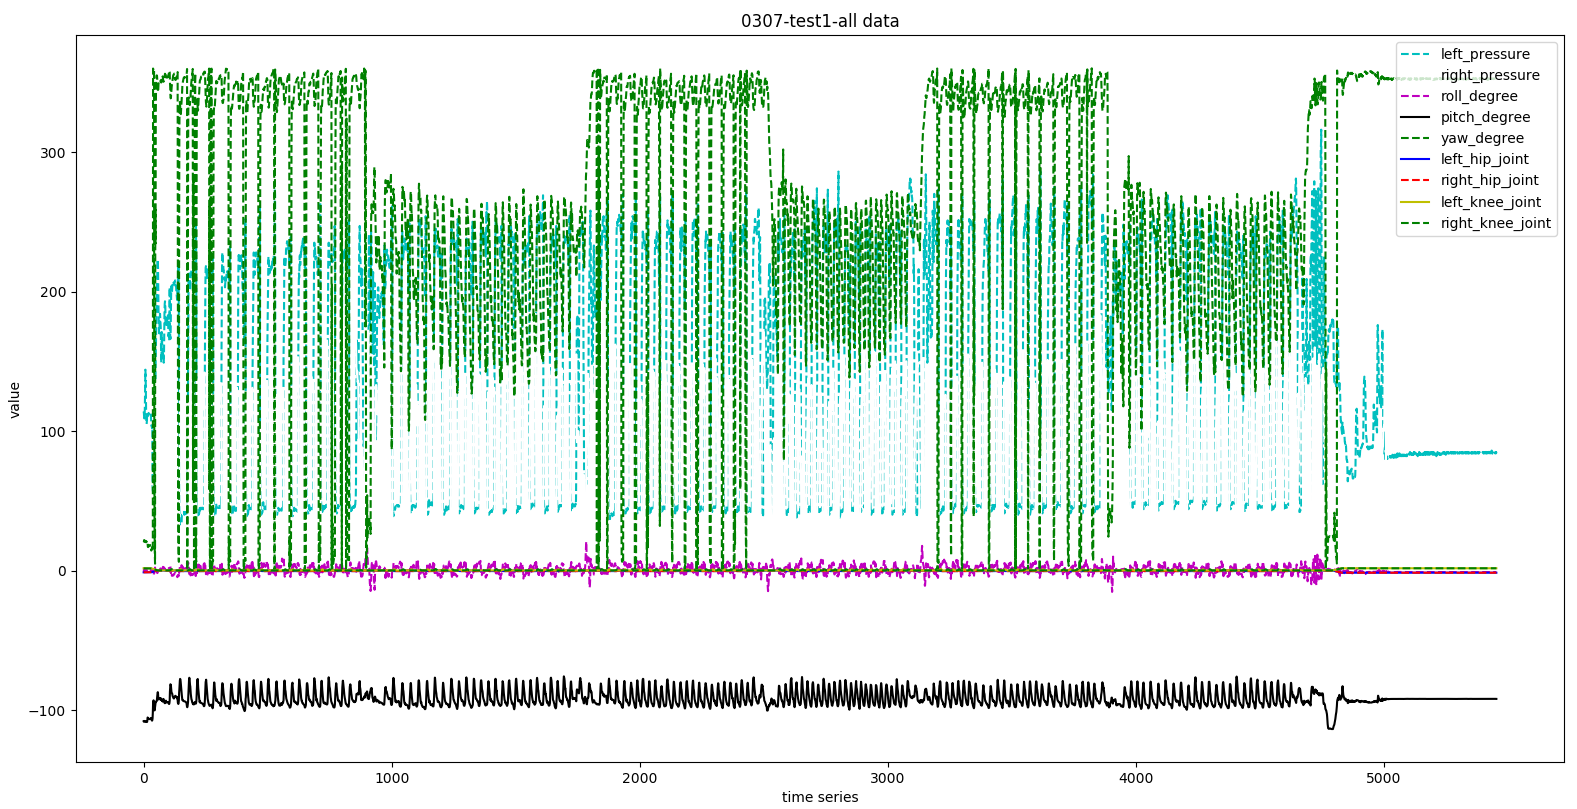 0307-test1-all data
left_pressure
right_pressure
roll_degree
pitch_degree
yaw_degree
left_hip_joint
right_hip_joint
left_knee_joint
right_knee_joint
300
200
100
0
−100
value
0
1000
2000
3000
4000
5000
time series